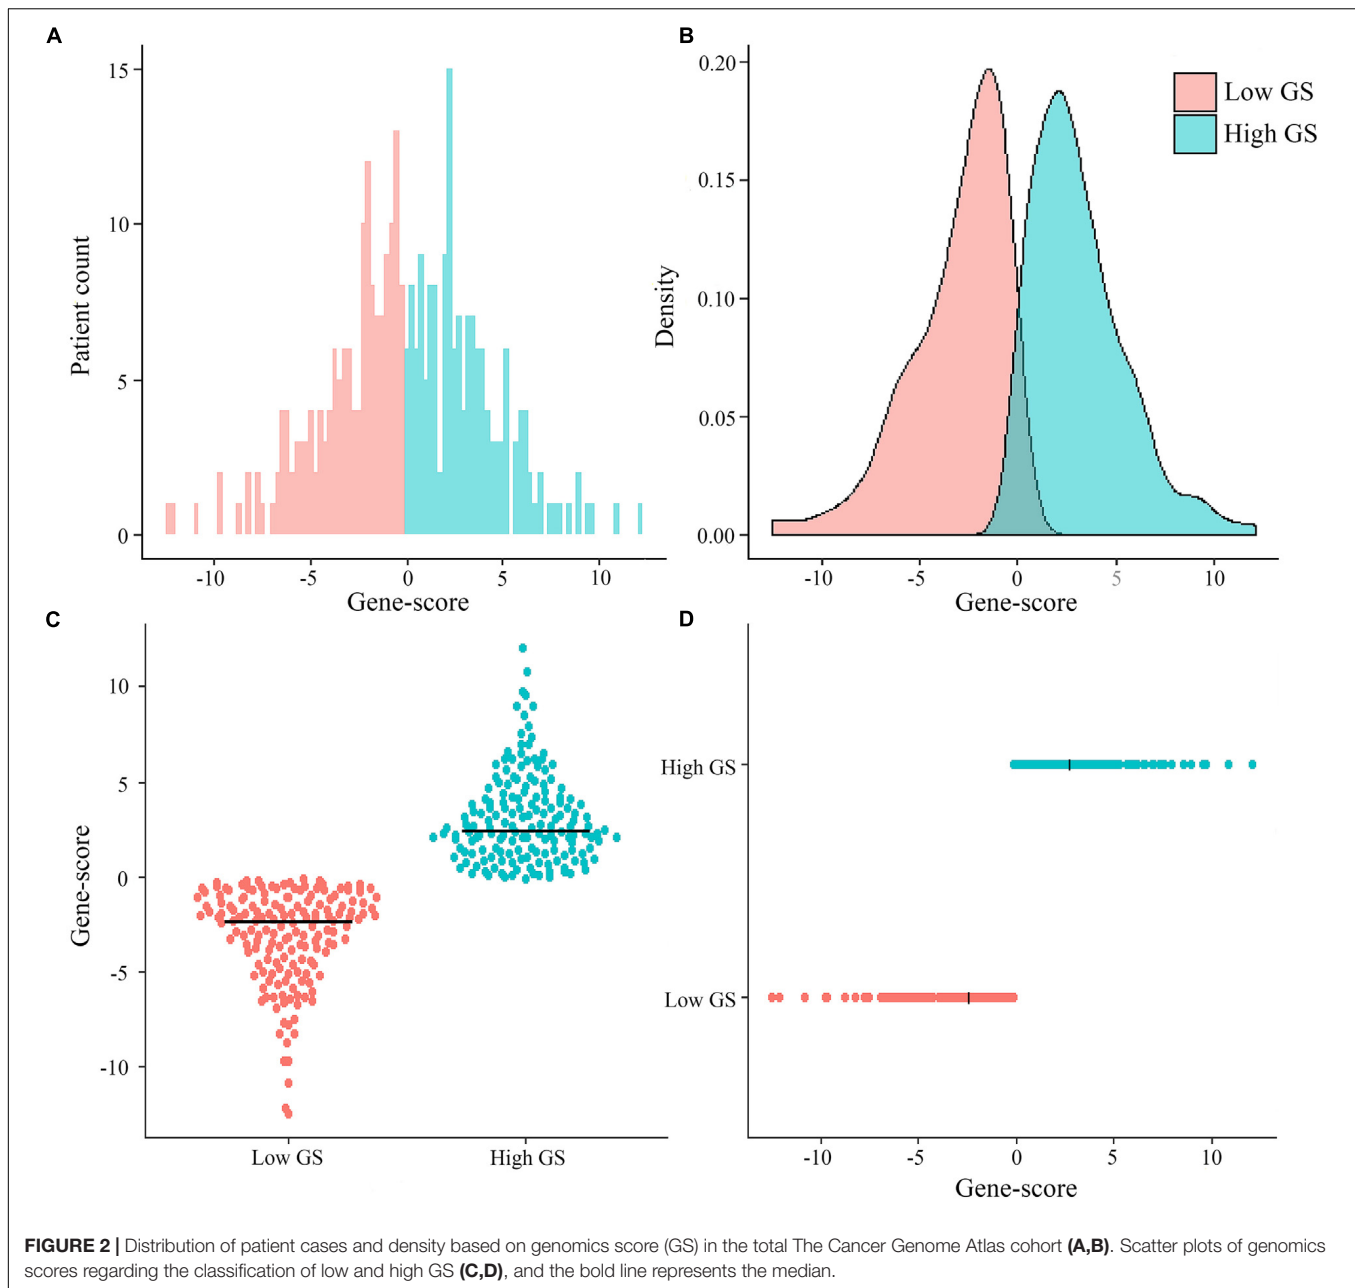 A
15
10
5
0
Patient count
-10 -5 0 5 10
Gene-score
B
0.20
0.15
0.10
0.05
0.00
Density
Low GS
High GS
-10 -5 0 5 10
Gene-score
C
10
5
0
-5
-10
Gene-score
Low GS High GS
D
High GS
Low GS
-10 -5 0 5 10
Gene-score
FIGURE 2 | Distribution of patient cases and density based on genomics score (GS) in the total The Cancer Genome Atlas cohort (A,B). Scatter plots of genomics
scores regarding the classification of low and high GS (C,D), and the bold line represents the median.